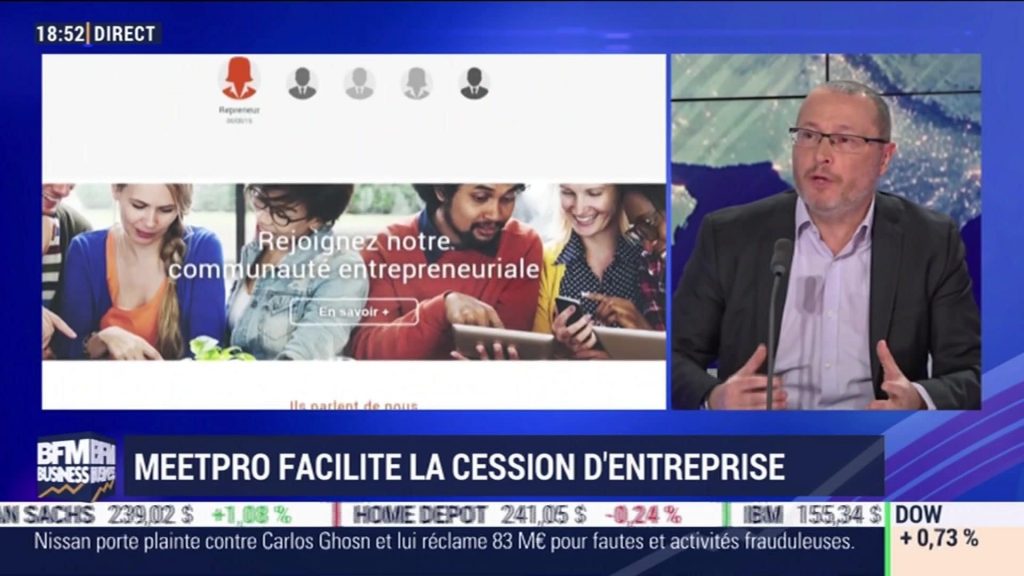 18:52 DIRECT
Repreneur
Rejoignez notre
communauté entrepreneuriale
En savoir +
Ils parlent de nous
BFM
BUSINESS
MEETPRO FACILITE LA CESSION D'ENTREPRISE
AN SACHS 239,02 $ +1,08 % HOME DEPOT 241,05 $ -0,24 % IBM 155,34 $
DOW
+ 0,73 %
Nissan porte plainte contre Carlos Ghosn et lui réclame 83 M€ pour fautes et activités frauduleuses.